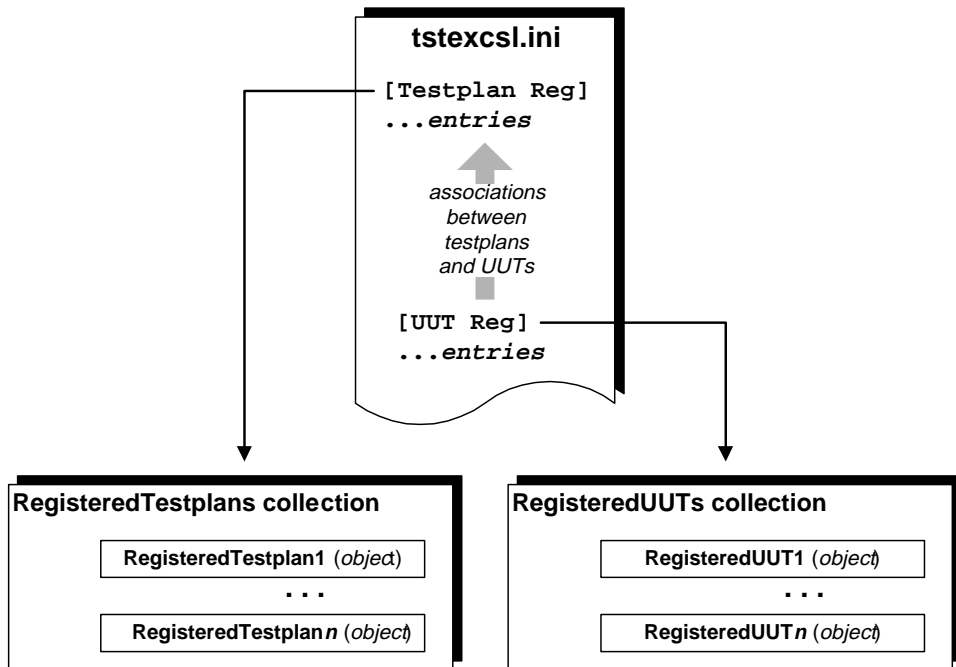 tstexcsl.ini
[Testplan Reg]
...entries
associations
between
testplans
and UUTs
[UUT Reg]
...entries
RegisteredTestplans collection
RegisteredTestplan1 (object)
...
RegisteredTestplann (object)
RegisteredUUTs collection
RegisteredUUT1 (object)
...
RegisteredUUTn (object)